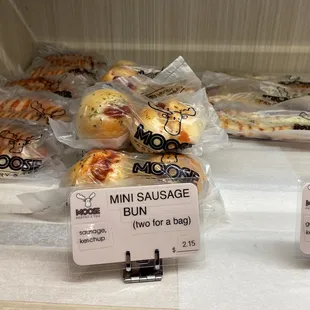 MOOSE
MOOSE
MOOSE
MOOSE
MINI SAUSAGE
BUN
(two for a bag)
sausage,
ketchup
$ 2.15